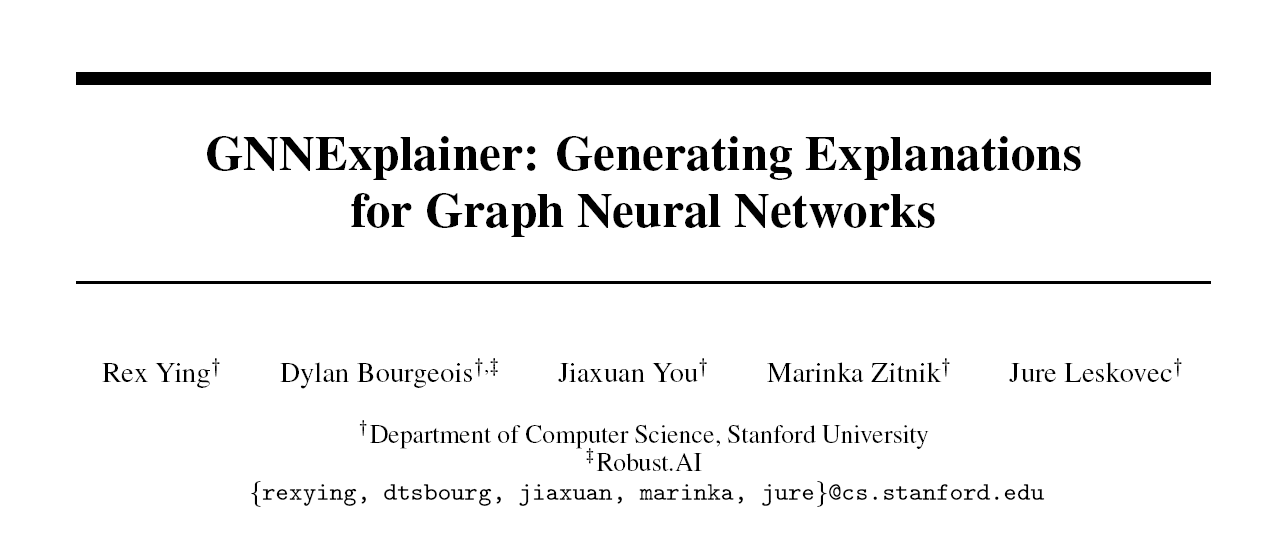 GNNExplainer: Generating Explanations
for Graph Neural Networks
Rex Ying† Dylan Bourgeois†,‡ Jiaxuan You† Marinka Zitnik† Jure Leskovec†
†Department of Computer Science, Stanford University
‡Robust.AI
{rexying, dtsbourg, jiaxuan, marinka, jure}@cs.stanford.edu